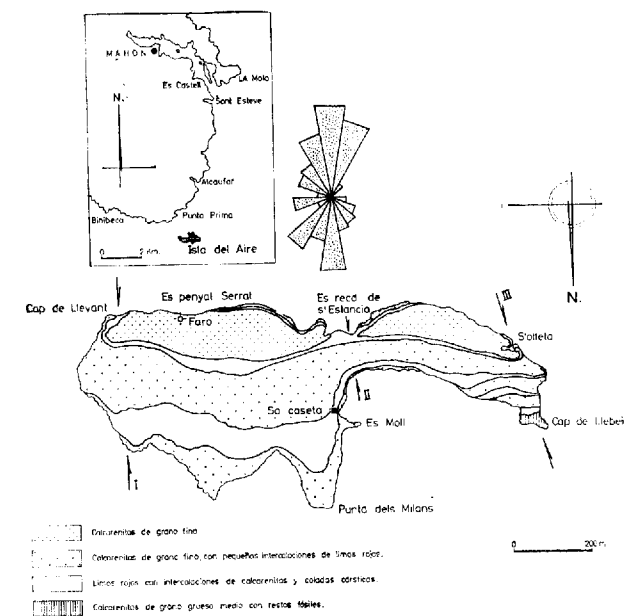 MAHON
LA Mola
Es Castell
N.
Sant Esteve
Alcaufar
Binibeca
Punta Prima
0 2 Km.
Isla del Aire
N.
Cap de Llevant
Es penyal Serrat
Es recó de
s'Estancia
III
Faro
S'olleta
II
Sa caseta
Es Moll
Cap de Llebeig
I
Punta dels Milans
Calcarenitas de grano fino
Calcarenitas de grano fino, con pequeñas intercalaciones de limos rojos.
Limos rojos con intercalaciones de calcarenitas y coladas cársticas.
Calcarenitas de grano grueso medio con restos fósiles.
0 200 m.